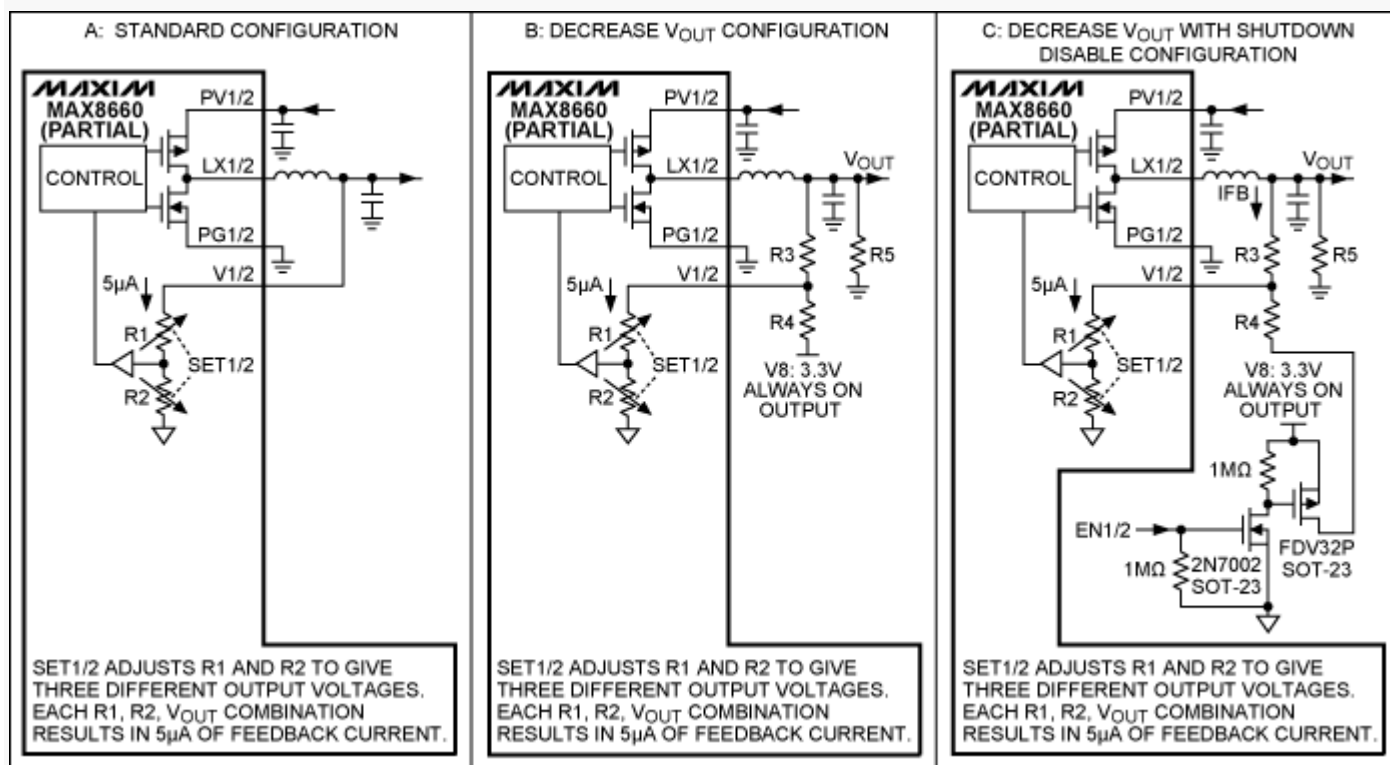 A: STANDARD CONFIGURATION
MAXIM
MAX8660
(PARTIAL)
PV1/2
CONTROL
LX1/2
PG1/2
V1/2
5µA
R1
SET1/2
R2
SET1/2 ADJUSTS R1 AND R2 TO GIVE
THREE DIFFERENT OUTPUT VOLTAGES.
EACH R1, R2, VOUT COMBINATION
RESULTS IN 5µA OF FEEDBACK CURRENT.
B: DECREASE VOUT CONFIGURATION
MAXIM
MAX8660
(PARTIAL)
PV1/2
CONTROL
LX1/2
VOUT
PG1/2
R3
R5
V1/2
5µA
R4
R1
SET1/2
R2
V8: 3.3V
ALWAYS ON
OUTPUT
SET1/2 ADJUSTS R1 AND R2 TO GIVE
THREE DIFFERENT OUTPUT VOLTAGES.
EACH R1, R2, VOUT COMBINATION
RESULTS IN 5µA OF FEEDBACK CURRENT.
C: DECREASE VOUT WITH SHUTDOWN
DISABLE CONFIGURATION
MAXIM
MAX8660
(PARTIAL)
PV1/2
CONTROL
LX1/2
VOUT
IFB
PG1/2
R3
R5
V1/2
5µA
R4
R1
SET1/2
R2
V8: 3.3V
ALWAYS ON
OUTPUT
1MΩ
EN1/2
FDV32P
SOT-23
1MΩ
2N7002
SOT-23
SET1/2 ADJUSTS R1 AND R2 TO GIVE
THREE DIFFERENT OUTPUT VOLTAGES.
EACH R1, R2, VOUT COMBINATION
RESULTS IN 5µA OF FEEDBACK CURRENT.